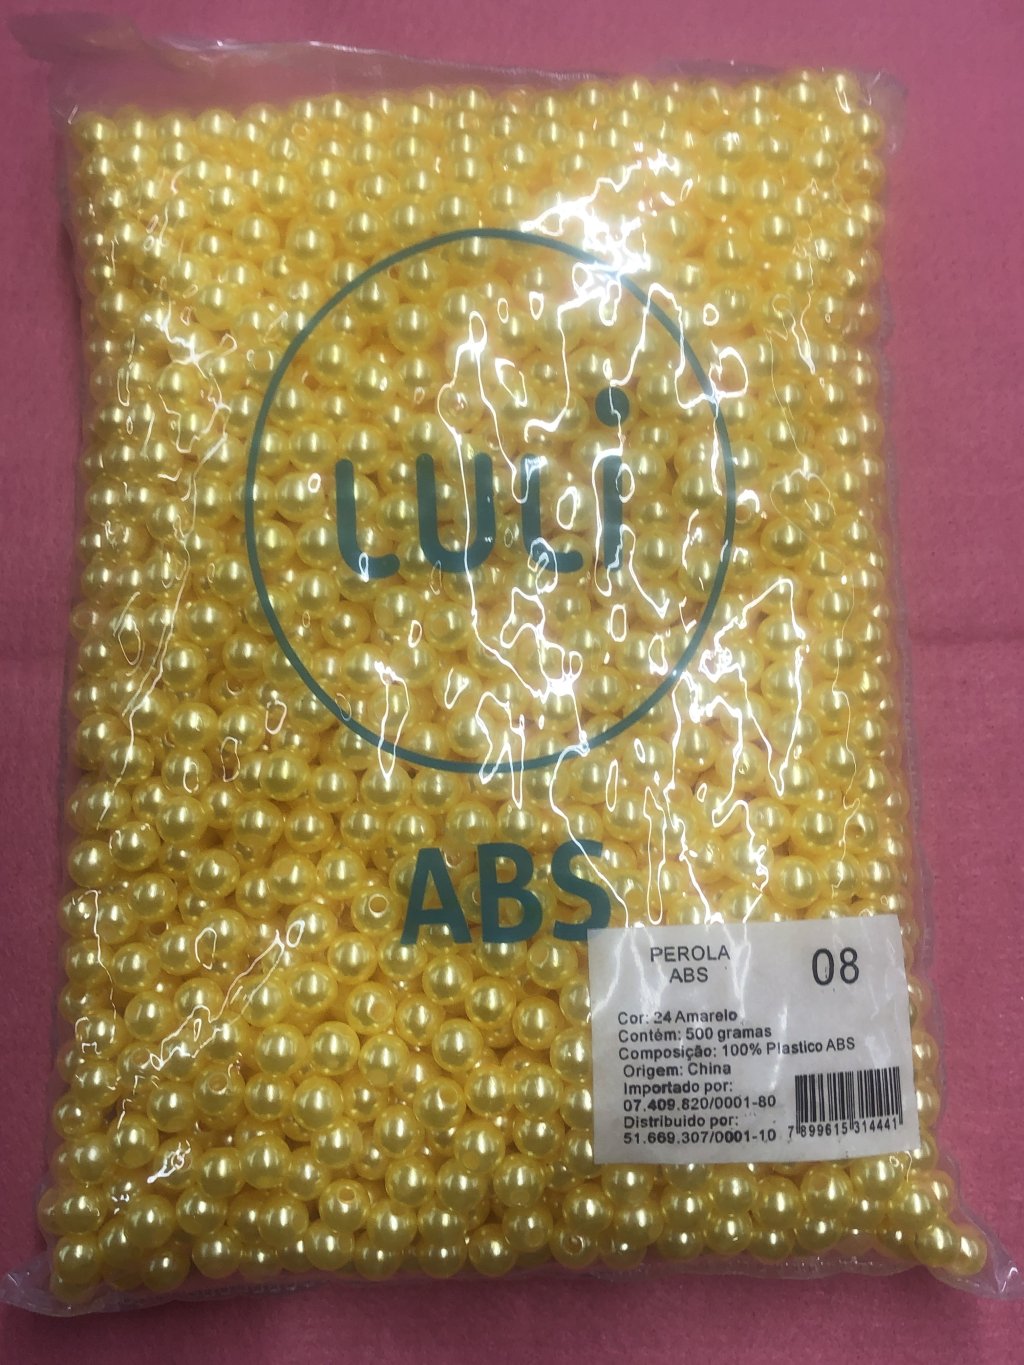 LULI
ABS
PEROLA
ABS
08
Cor: 24 Amarelo
Contém: 500 gramas
Composição: 100% Plastico ABS
Origem: China
Importado por:
07.409.820/0001-80
Distribuido por:
51.669.307/0001-10
7 899615 314441